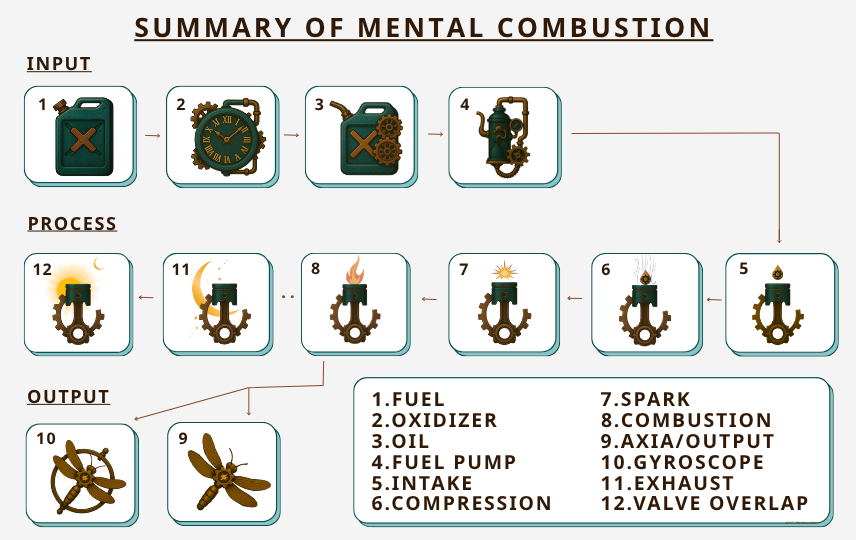 SUMMARY OF MENTAL COMBUSTION
INPUT
1
2
3
4
PROCESS
12
11
8
7
6
5
OUTPUT
10
9
1.FUEL
2.OXIDIZER
3.OIL
4.FUEL PUMP
5.INTAKE
6.COMPRESSION
7.SPARK
8.COMBUSTION
9.AXIA/OUTPUT
10.GYROSCOPE
11.EXHAUST
12.VALVE OVERLAP